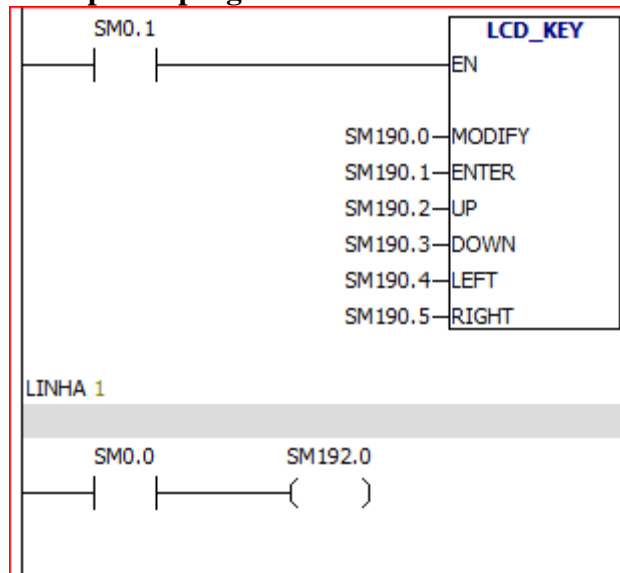 SM0.1
LCD_KEY
EN
SM190.0 MODIFY
SM190.1 ENTER
SM190.2 UP
SM190.3 DOWN
SM190.4 LEFT
SM190.5 RIGHT
LINHA 1
SM0.0 SM192.0